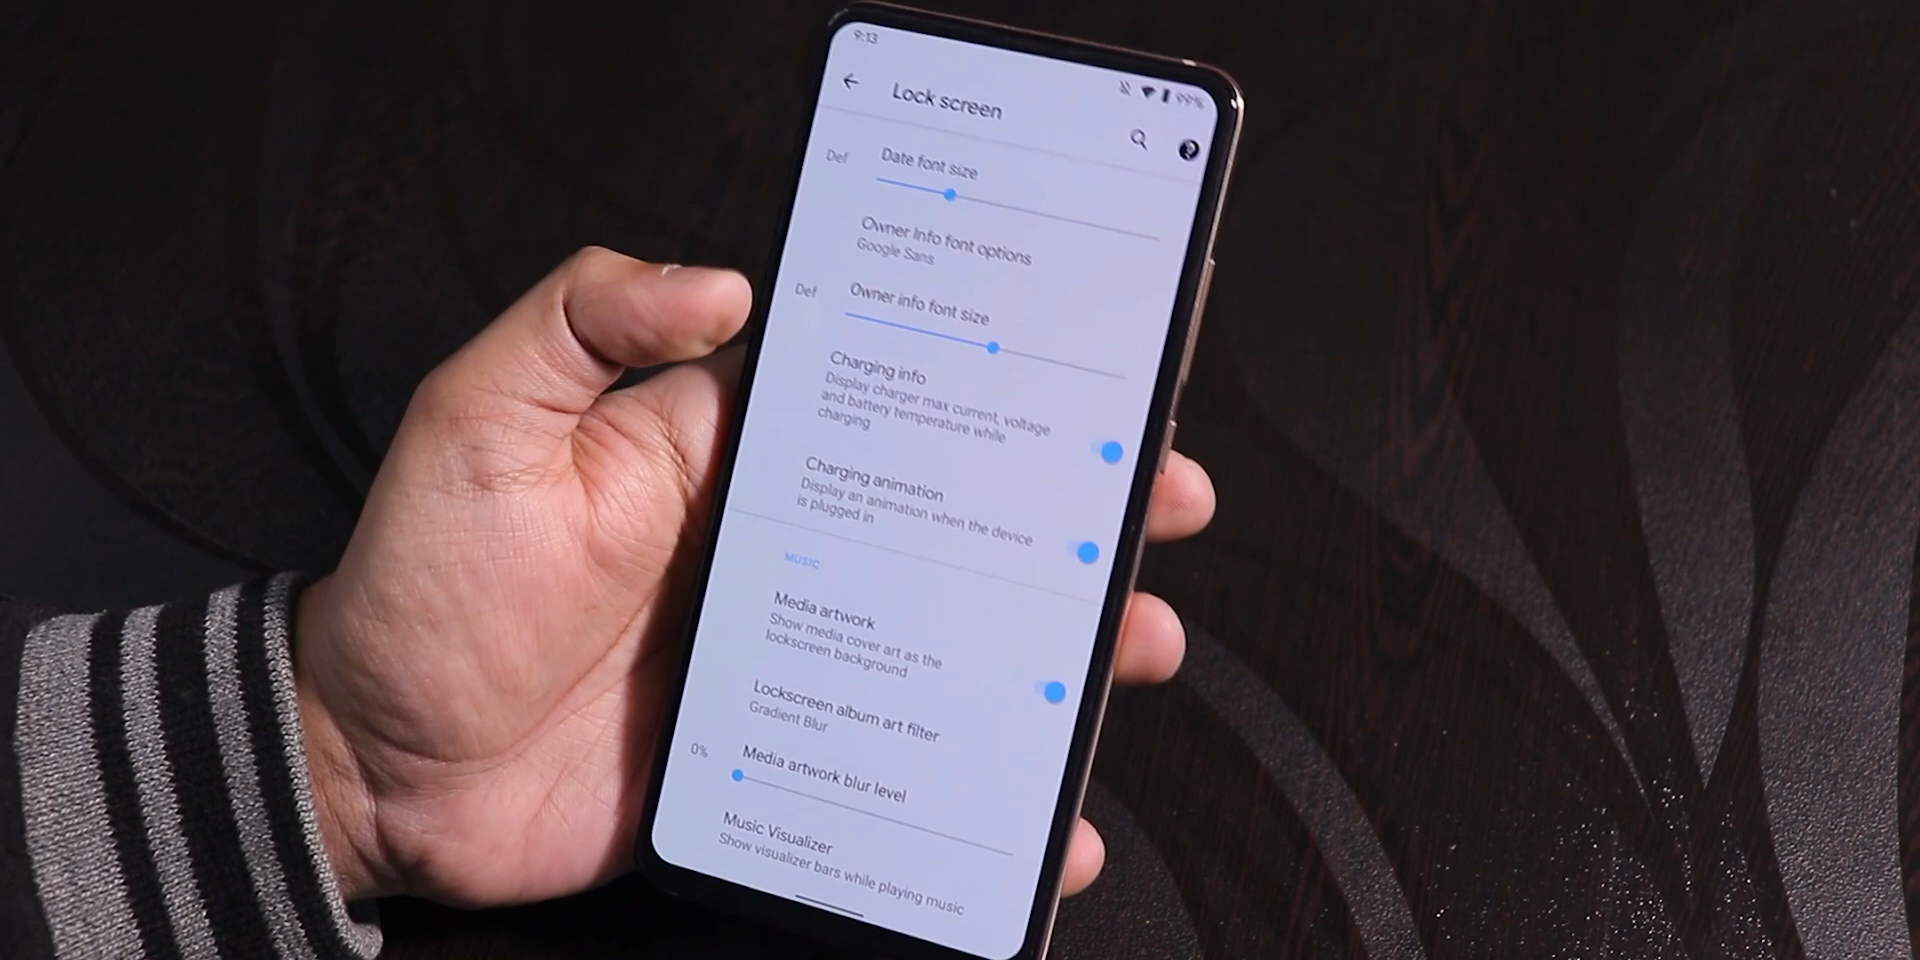 9:13
99%
Lock screen
Def
Date font size
Owner Info font options
Google Sans
Def
Owner info font size
Charging info
Display charger max current, voltage
and battery temperature while
charging
Charging animation
Display an animation when the device
is plugged in
MUSIC
Media artwork
Show media cover art as the
lockscreen background
Lockscreen album art filter
Gradient Blur
0%
Media artwork blur level
Music Visualizer
Show visualizer bars while playing music